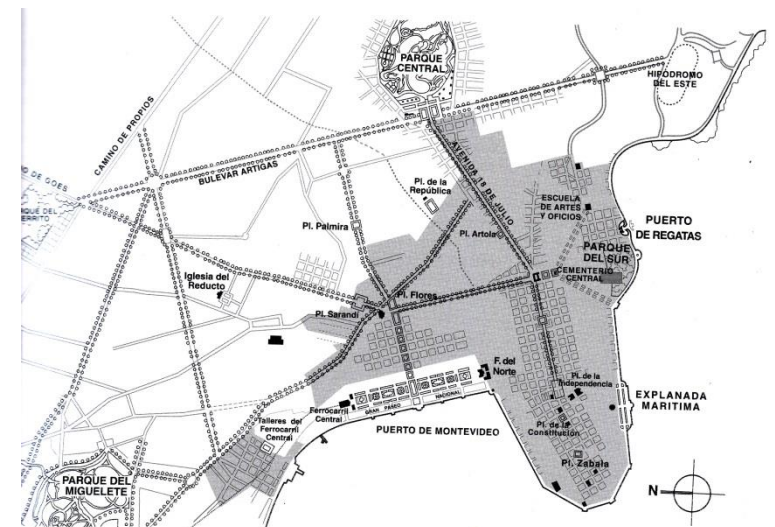 PARQUE
CENTRAL
HIPÓDROMO
DEL ESTE
CAMINO DE PROPIOS
BULEVAR ARTIGAS
AVENIDA 18 DE JULIO
Pl. de la
República
ESCUELA
DE ARTES
Y OFICIOS
PUERTO
DE REGATAS
Pl. Palmira
Pl. Artola
PARQUE
DEL SUR
CEMENTERIO
CENTRAL
Iglesia del
Reducto
Pl. Flores
Pl. Sarandí
F. del
Norte
Pl. de la
Independencia
EXPLANADA
MARITIMA
Ferrocarril
Central
GRAN PASEO NACIONAL
Talleres del
Ferrocarril
Central
PUERTO DE MONTEVIDEO
Pl. de la
Constitución
Pl. Zabala
PARQUE DEL
MIGUELETE
N
DE GOES